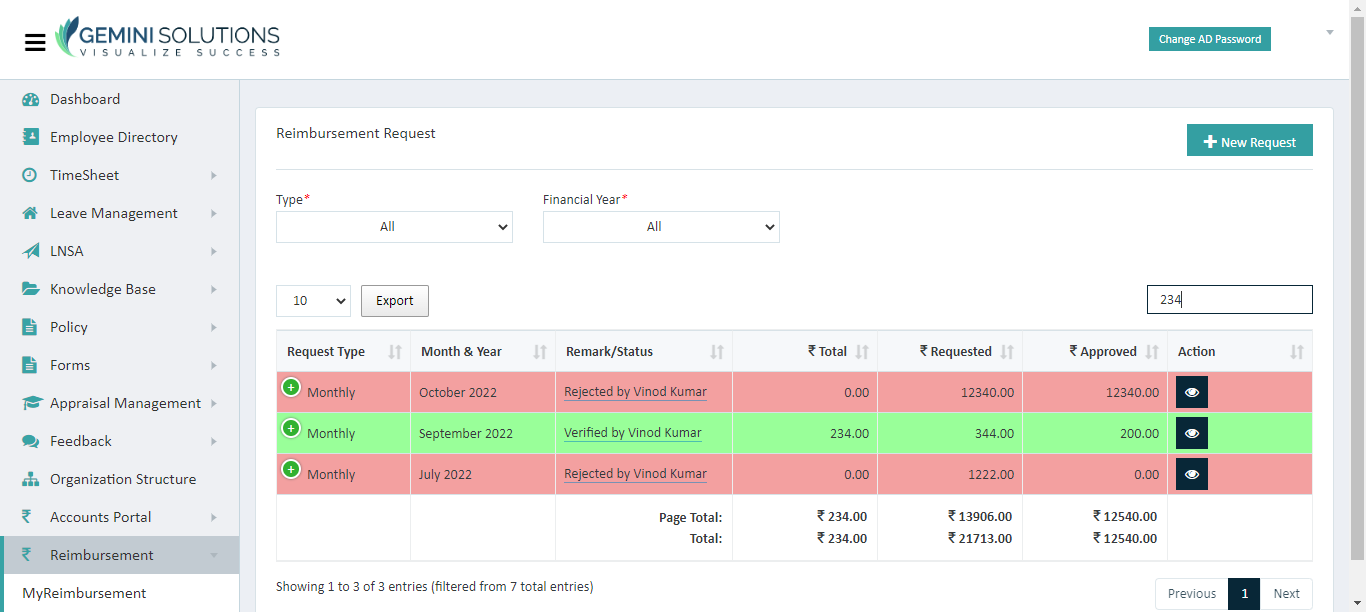 GEMINI SOLUTIONS
VISUALIZE SUCCESS
Change AD Password
Dashboard
Employee Directory
TimeSheet
Leave Management
LNSA
Knowledge Base
Policy
Forms
Appraisal Management
Feedback
Organization Structure
₹ Accounts Portal
₹ Reimbursement
MyReimbursement
Reimbursement Request
New Request
Type* Financial Year*
All All
10 Export 234
Request Type Month & Year Remark/Status ₹ Total ₹ Requested ₹ Approved Action
Monthly October 2022 Rejected by Vinod Kumar 0.00 12340.00 12340.00
Monthly September 2022 Verified by Vinod Kumar 234.00 344.00 200.00
Monthly July 2022 Rejected by Vinod Kumar 0.00 1222.00 0.00
Page Total: ₹ 234.00 ₹ 13906.00 ₹ 12540.00
Total: ₹ 234.00 ₹ 21713.00 ₹ 12540.00
Showing 1 to 3 of 3 entries (filtered from 7 total entries)
Previous 1 Next